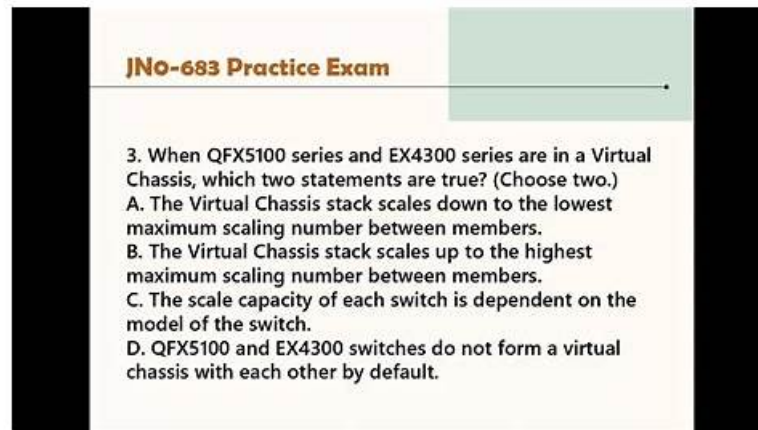 JN0-683 Practice Exam
3. When QFX5100 series and EX4300 series are in a Virtual
Chassis, which two statements are true? (Choose two.)
A. The Virtual Chassis stack scales down to the lowest
maximum scaling number between members.
B. The Virtual Chassis stack scales up to the highest
maximum scaling number between members.
C. The scale capacity of each switch is dependent on the
model of the switch.
D. QFX5100 and EX4300 switches do not form a virtual
chassis with each other by default.